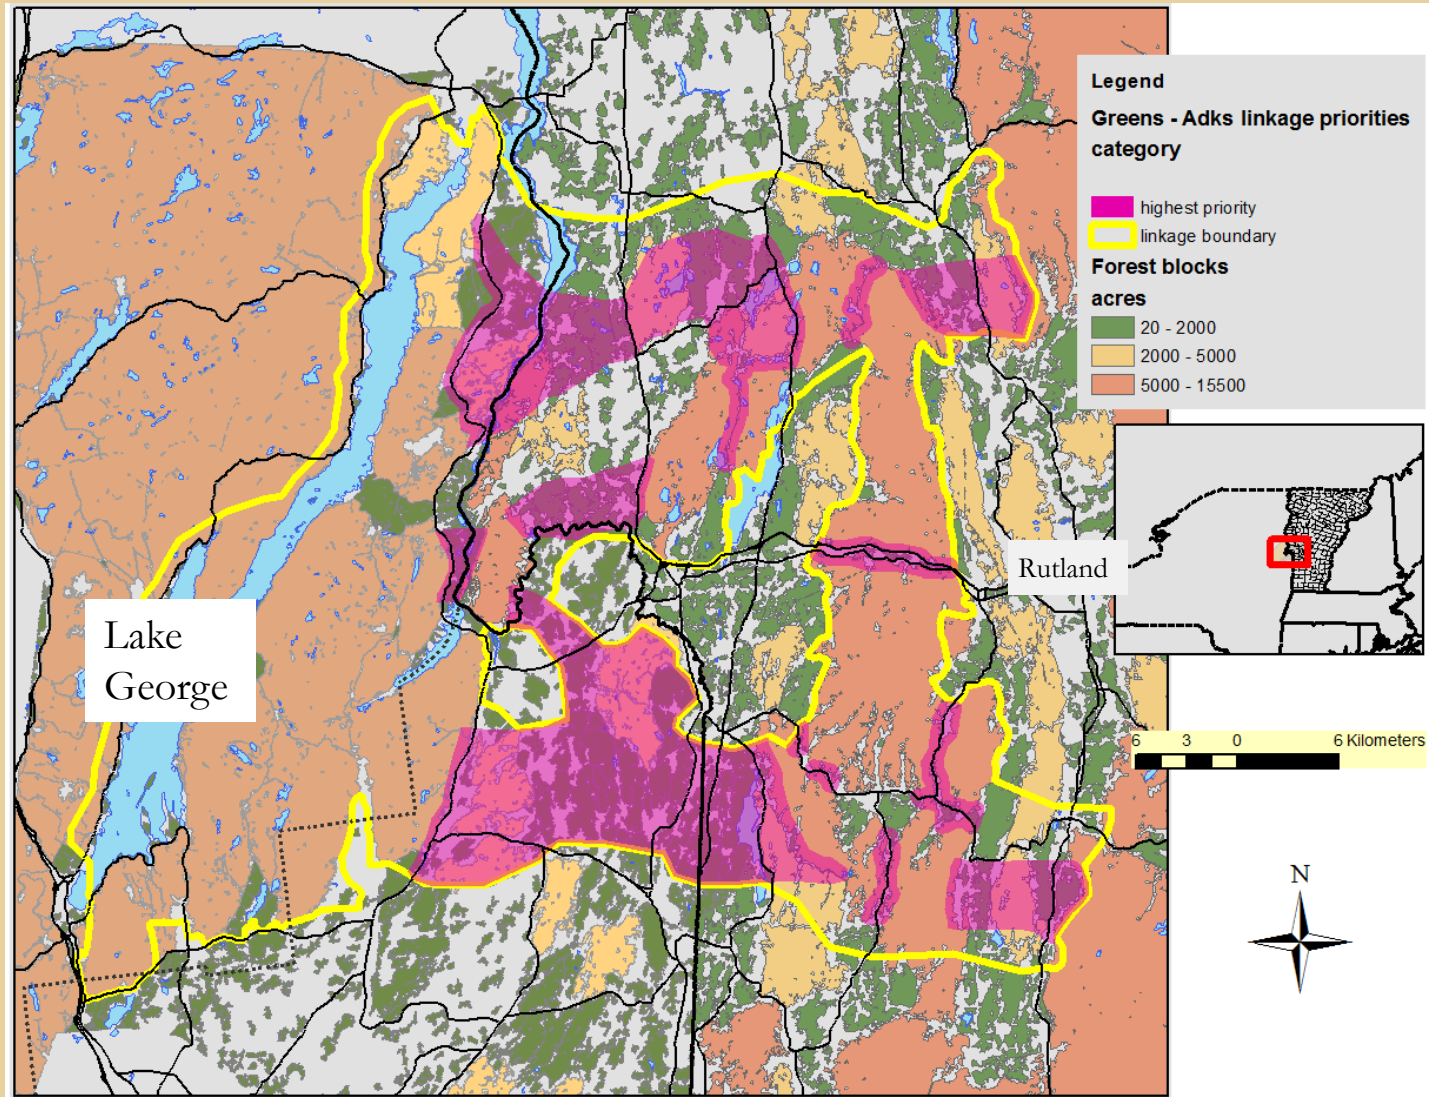 Legend
Greens - Adks linkage priorities
category
highest priority
linkage boundary
Forest blocks
acres
20 - 2000
2000 - 5000
5000 - 15500
Rutland
Lake
George
6 3 0 6 Kilometers
N